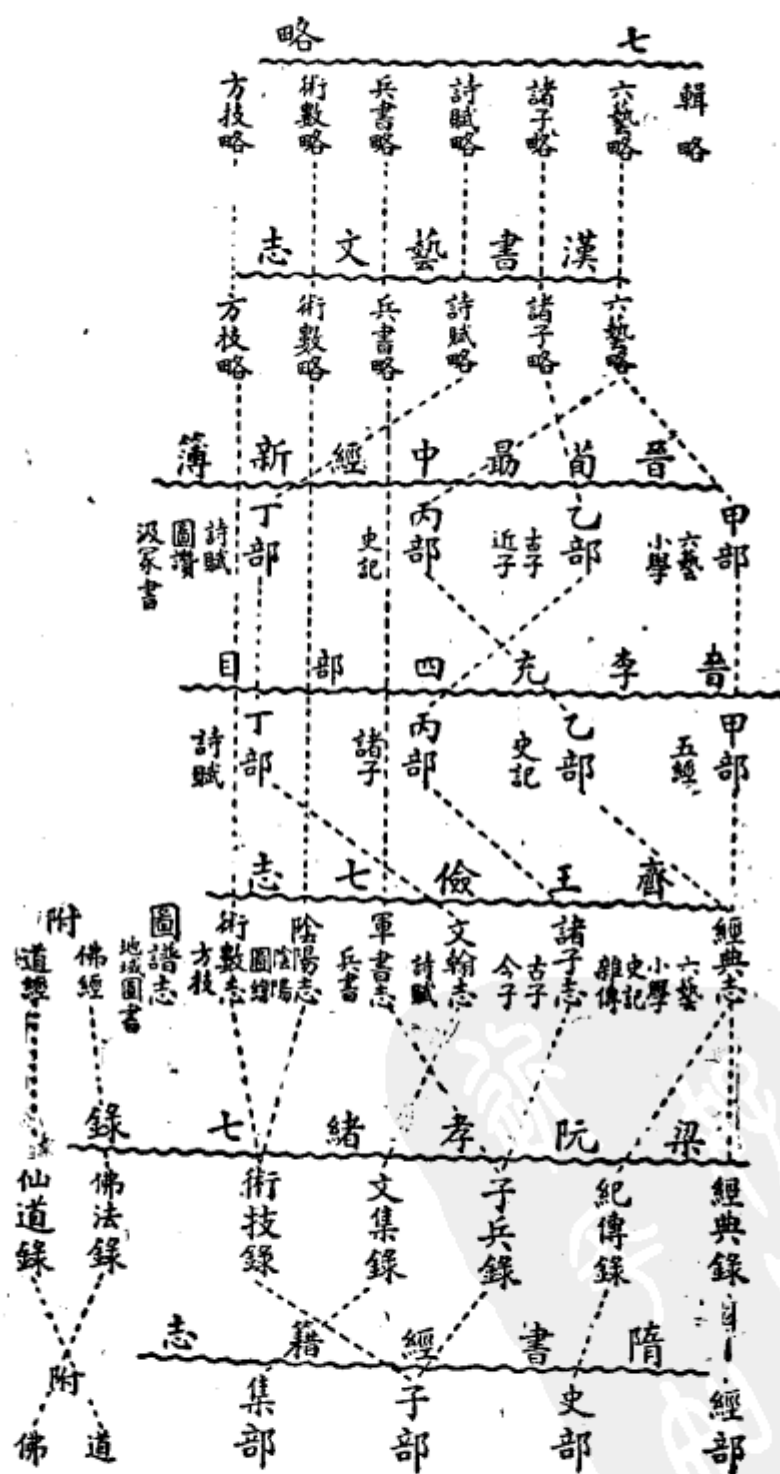 七略
輯略
六藝略
諸子略
詩賦略
兵書略
術數略
方技略
漢書藝文志
六藝略
諸子略
詩賦略
兵書略
術數略
方技略
晉荀勗中經新簿
甲部
六藝
小學
乙部
古子
近子
丙部
史記
丁部
詩賦
圖讚
汲冢書
晉李充四部目
甲部
五經
乙部
史記
丙部
諸子
丁部
詩賦
齊王儉七志
經典志
六藝
小學
史記
雜傳
諸子志
古子
今子
文翰志
詩賦
軍書志
兵書
陰陽志
陰陽
圖緯
術數志
方技
圖譜志
地域圖書
附
佛經
道經
梁阮孝緒七錄
經典錄
紀傳錄
子兵錄
文集錄
術技錄
佛法錄
仙道錄
隋書經籍志
經部
史部
子部
集部
附
道
佛